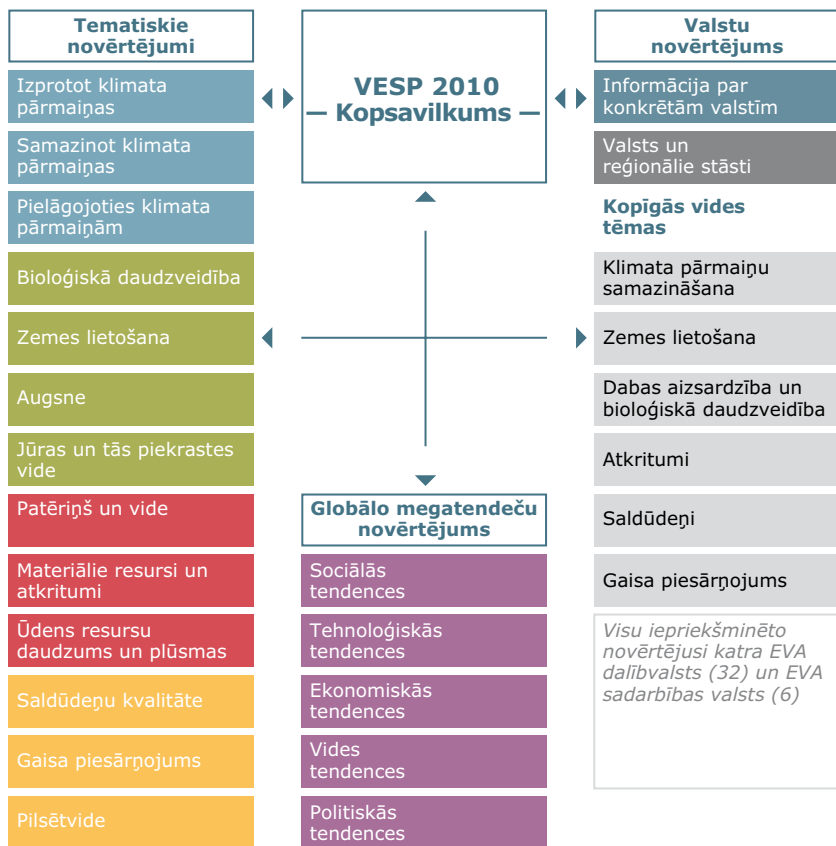 Tematiskie
novērtējumi
Izprotot klimata
pārmaiņas
Samazinot klimata
pārmaiņas
Pielāgojoties klimata
pārmaiņām
Bioloģiskā daudzveidība
Zemes lietošana
Augsne
Jūras un tās piekrastes
vide
Patēriņš un vide
Materiālie resursi un
atkritumi
Ūdens resursu
daudzums un plūsmas
Saldūdeņu kvalitāte
Gaisa piesārņojums
Pilsētvide
VESP 2010
— Kopsavilkums —
Globālo megatendeču
novērtējums
Sociālās
tendences
Tehnoloģiskās
tendences
Ekonomiskās
tendences
Vides
tendences
Politiskās
tendences
Valstu
novērtējums
Informācija par
konkrētām valstīm
Valsts un
reģionālie stāsti
Kopīgās vides
tēmas
Klimata pārmaiņu
samazināšana
Zemes lietošana
Dabas aizsardzība un
bioloģiskā daudzveidība
Atkritumi
Saldūdeņi
Gaisa piesārņojums
Visu iepriekšminēto
novērtējusi katra EVA
dalībvalsts (32) un EVA
sadarbības valsts (6)